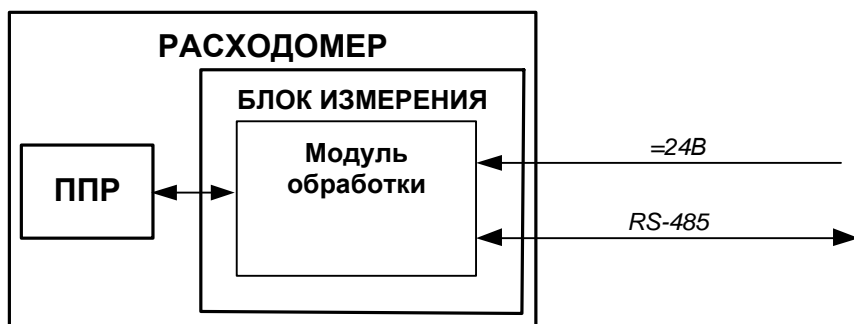 РАСХОДОМЕР
БЛОК ИЗМЕРЕНИЯ
Модуль
обработки
ППР
=24В
RS-485